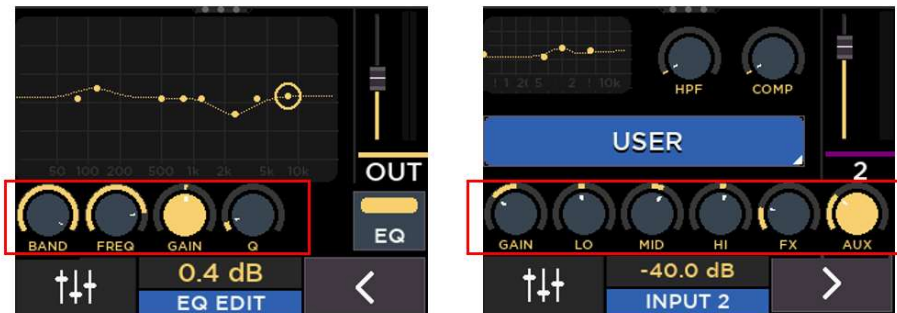 50 100 200 500 1k 2k 5k 10k
OUT
BAND FREQ GAIN Q
EQ
0.4 dB
EQ EDIT
10k
HPF COMP
USER
2
GAIN LO MID HI FX AUX
-40.0 dB
INPUT 2